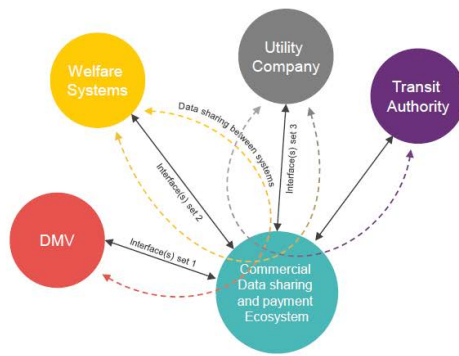 Utility
Company
Welfare
Systems
Transit
Authority
Data sharing between systems
Interface(s) set 3
Interface(s) set 2
DMV
Interface(s) set 1
Commercial
Data sharing
and payment
Ecosystem